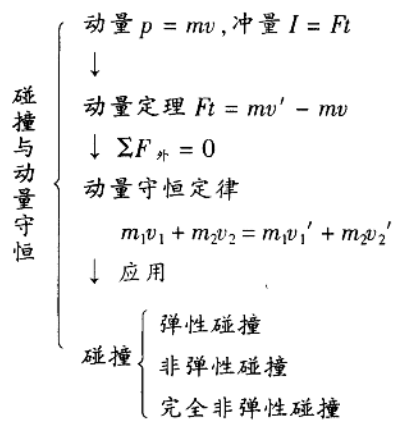 碰撞与动量守恒
动量 p = mv ,冲量 I = Ft
↓
动量定理 Ft = mv′ − mv
↓ ΣF外 = 0
动量守恒定律
m₁v₁ + m₂v₂ = m₁v₁′ + m₂v₂′
↓ 应用
碰撞
弹性碰撞
非弹性碰撞
完全非弹性碰撞